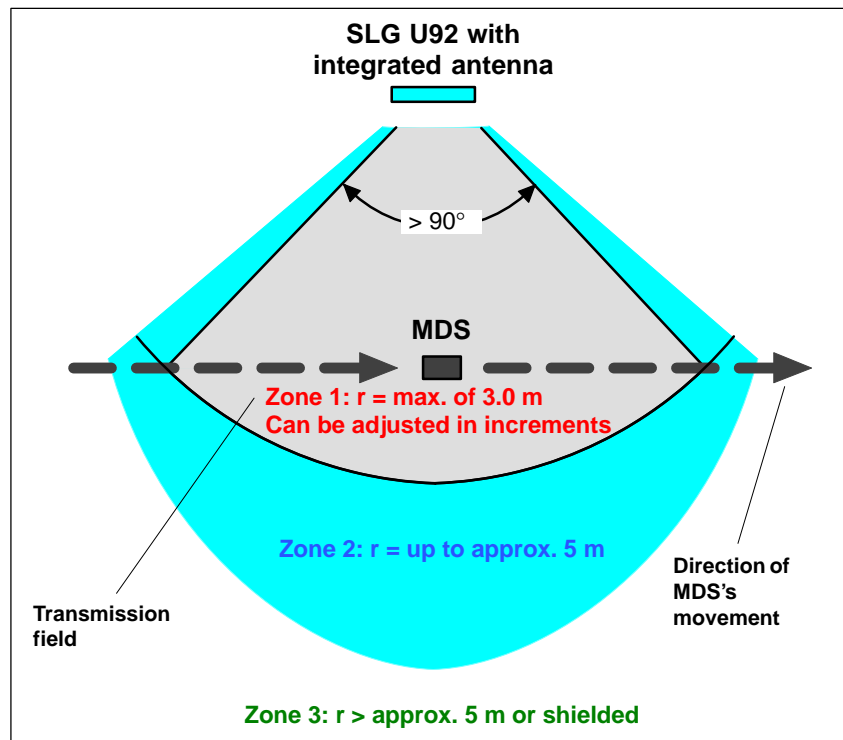 SLG U92 with
integrated antenna
> 90°
MDS
Zone 1: r = max. of 3.0 m
Can be adjusted in increments
Zone 2: r = up to approx. 5 m
Direction of
MDS's
movement
Transmission
field
Zone 3: r > approx. 5 m or shielded